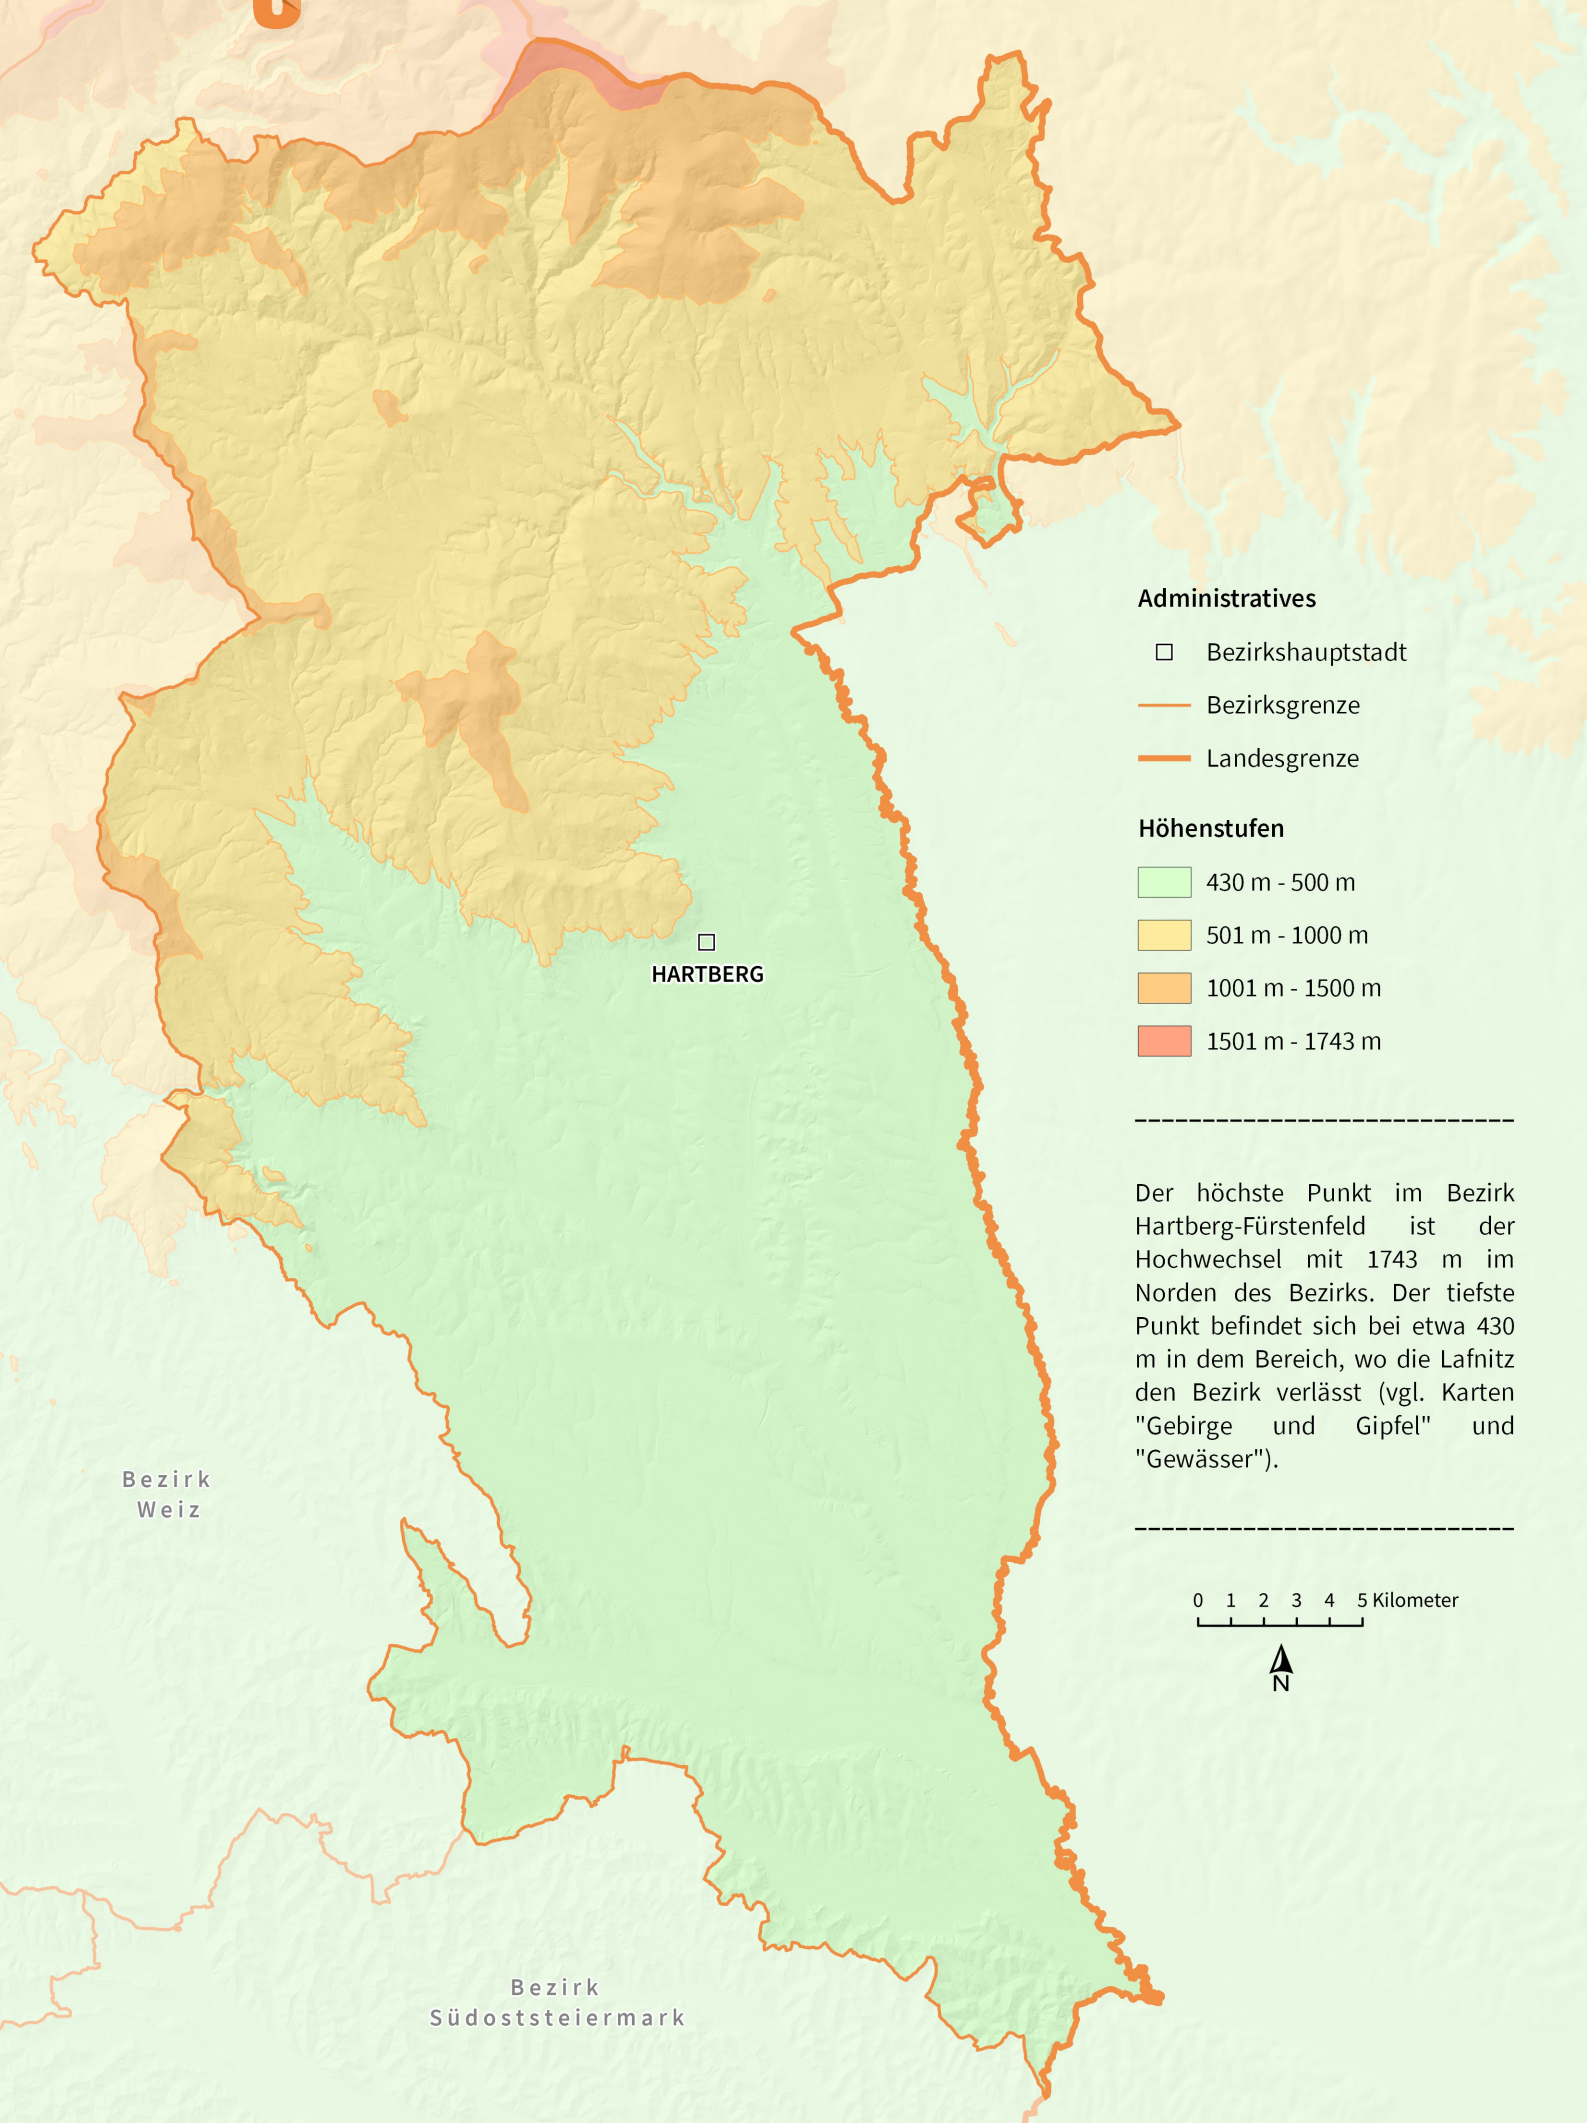 HARTBERG
Bezirk
Weiz
Bezirk
Südoststeiermark
Administratives
Bezirkshauptstadt
Bezirksgrenze
Landesgrenze
Höhenstufen
430 m - 500 m
501 m - 1000 m
1001 m - 1500 m
1501 m - 1743 m
Der höchste Punkt im Bezirk
Hartberg-Fürstenfeld ist der
Hochwechsel mit 1743 m im
Norden des Bezirks. Der tiefste
Punkt befindet sich bei etwa 430
m in dem Bereich, wo die Lafnitz
den Bezirk verlässt (vgl. Karten
"Gebirge und Gipfel" und
"Gewässer").
0 1 2 3 4 5 Kilometer
N